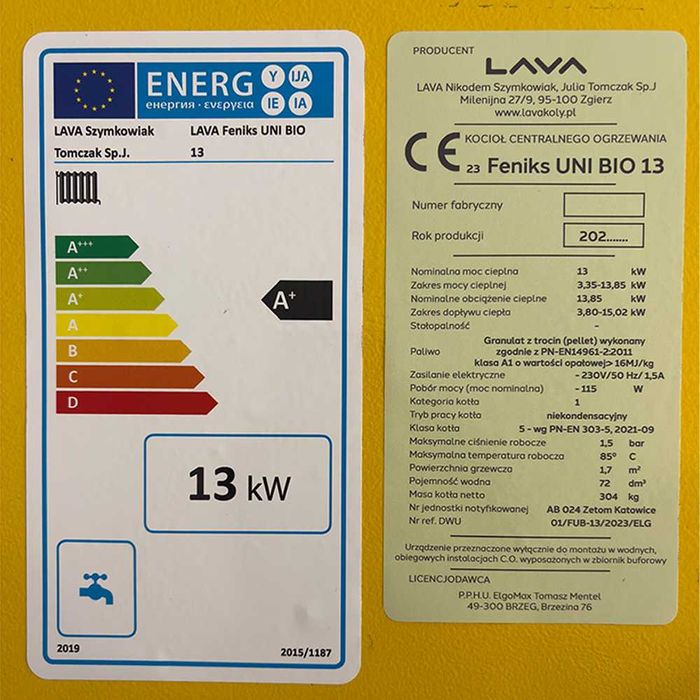 ENERG
енергия · ενεργεια
Y IJA
IE IA
LAVA Szymkowiak
Tomczak Sp.J.
LAVA Feniks UNI BIO
13
A+++
A++
A+
A
B
C
D
A+
13 kW
2019
2015/1187
PRODUCENT
LAVA
LAVA Nikodem Szymkowiak, Julia Tomczak Sp.J
Milenijna 27/9, 95-100 Zgierz
www.lavakoly.pl
KOCIOŁ CENTRALNEGO OGRZEWANIA
CE 23 Feniks UNI BIO 13
Numer fabryczny
Rok produkcji 202.......
Nominalna moc cieplna 13 kW
Zakres mocy cieplnej 3,35-13,85 kW
Nominalne obciążenie cieplne 13,85 kW
Zakres dopływu ciepła 3,80-15,02 kW
Stałopalność -
Paliwo Granulat z trocin (pellet) wykonany
zgodnie z PN-EN14961-2:2011
klasa A1 o wartości opałowej> 16MJ/kg
Zasilanie elektryczne ~ 230V/50 Hz/ 1,5A
Pobór mocy (moc nominalna) ~ 115 W
Kategoria kotła 1
Tryb pracy kotła niekondensacyjny
Klasa kotła 5 - wg PN-EN 303-5, 2021-09
Maksymalne ciśnienie robocze 1,5 bar
Maksymalna temperatura robocza 85° C
Powierzchnia grzewcza 1,7 m²
Pojemność wodna 72 dm³
Masa kotła netto 304 kg
Nr jednostki notyfikowanej AB 024 Zetom Katowice
Nr ref. DWU 01/FUB-13/2023/ELG
Urządzenie przeznaczone wyłącznie do montażu w wodnych,
obiegowych instalacjach C.O. wyposażonych w zbiornik buforowy
LICENCJODAWCA
P.P.H.U. ElgoMax Tomasz Mentel
49-300 BRZEG, Brzezina 76